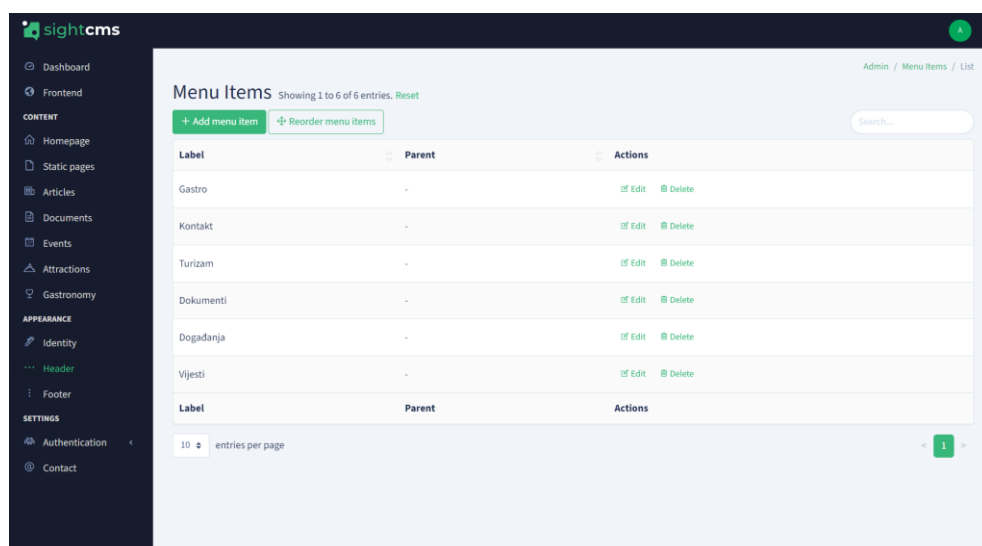 sightcms
A
Dashboard
Frontend
CONTENT
Homepage
Static pages
Articles
Documents
Events
Attractions
Gastronomy
APPEARANCE
Identity
Header
Footer
SETTINGS
Authentication <
Contact
Admin / Menu Items / List
Menu Items Showing 1 to 6 of 6 entries. Reset
+ Add menu item Reorder menu items Search...
Label Parent Actions
Gastro - Edit Delete
Kontakt - Edit Delete
Turizam - Edit Delete
Dokumenti - Edit Delete
Događanja - Edit Delete
Vijesti - Edit Delete
Label Parent Actions
10 entries per page < 1 >